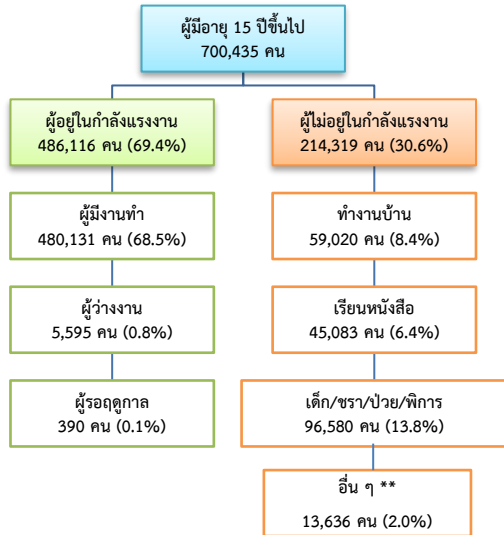 ผู้มีอายุ 15 ปีขึ้นไป
700,435 คน
ผู้อยู่ในกำลังแรงงาน
486,116 คน (69.4%)
ผู้มีงานทำ
480,131 คน (68.5%)
ผู้ว่างงาน
5,595 คน (0.8%)
ผู้รอฤดูกาล
390 คน (0.1%)
ผู้ไม่อยู่ในกำลังแรงงาน
214,319 คน (30.6%)
ทำงานบ้าน
59,020 คน (8.4%)
เรียนหนังสือ
45,083 คน (6.4%)
เด็ก/ชรา/ป่วย/พิการ
96,580 คน (13.8%)
อื่น ๆ **
13,636 คน (2.0%)